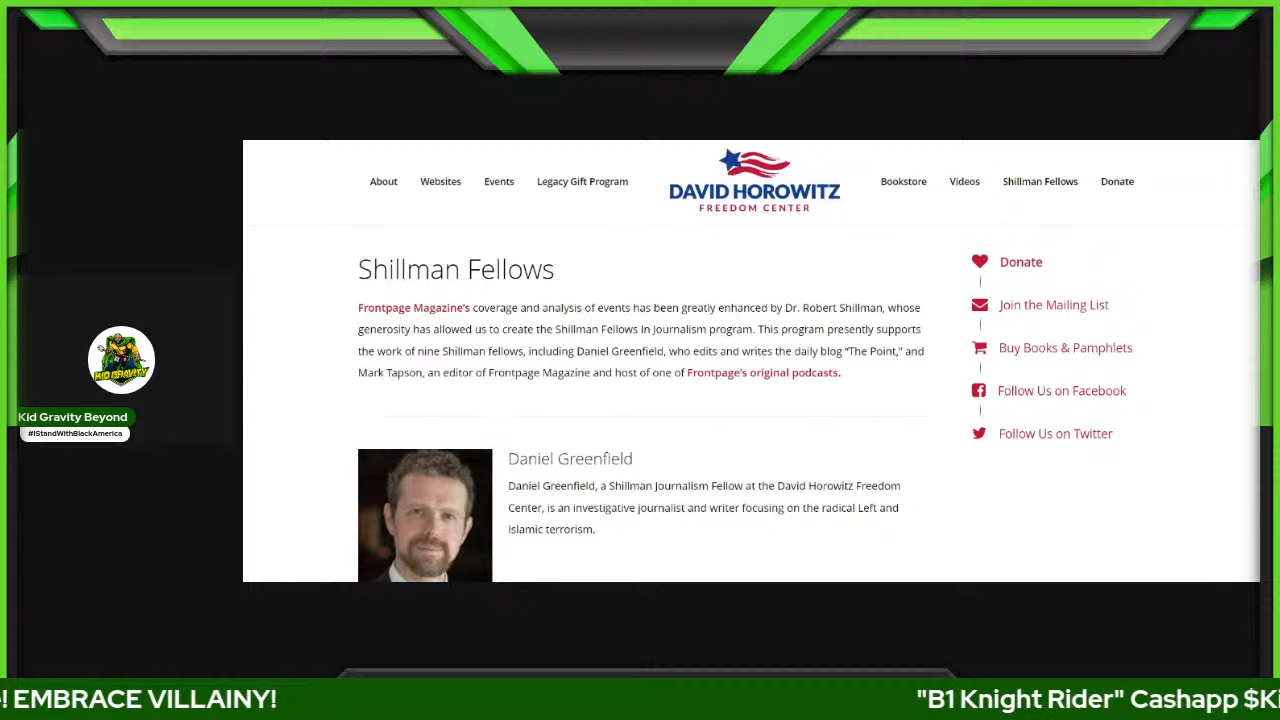 About Websites Events Legacy Gift Program
DAVID HOROWITZ
FREEDOM CENTER
Bookstore Videos Shillman Fellows Donate
Shillman Fellows
Frontpage Magazine's coverage and analysis of events has been greatly enhanced by Dr. Robert Shillman, whose
generosity has allowed us to create the Shillman Fellows in Journalism program. This program presently supports
the work of nine Shillman fellows, including Daniel Greenfield, who edits and writes the daily blog “The Point,” and
Mark Tapson, an editor of Frontpage Magazine and host of one of Frontpage's original podcasts.
Donate
Join the Mailing List
Buy Books & Pamphlets
Follow Us on Facebook
Follow Us on Twitter
Daniel Greenfield
Daniel Greenfield, a Shillman Journalism Fellow at the David Horowitz Freedom
Center, is an investigative journalist and writer focusing on the radical Left and
Islamic terrorism.
KID GRAVITY
Kid Gravity Beyond
#IStandWithBlackAmerica
! EMBRACE VILLAINY!
"B1 Knight Rider" Cashapp $Ki